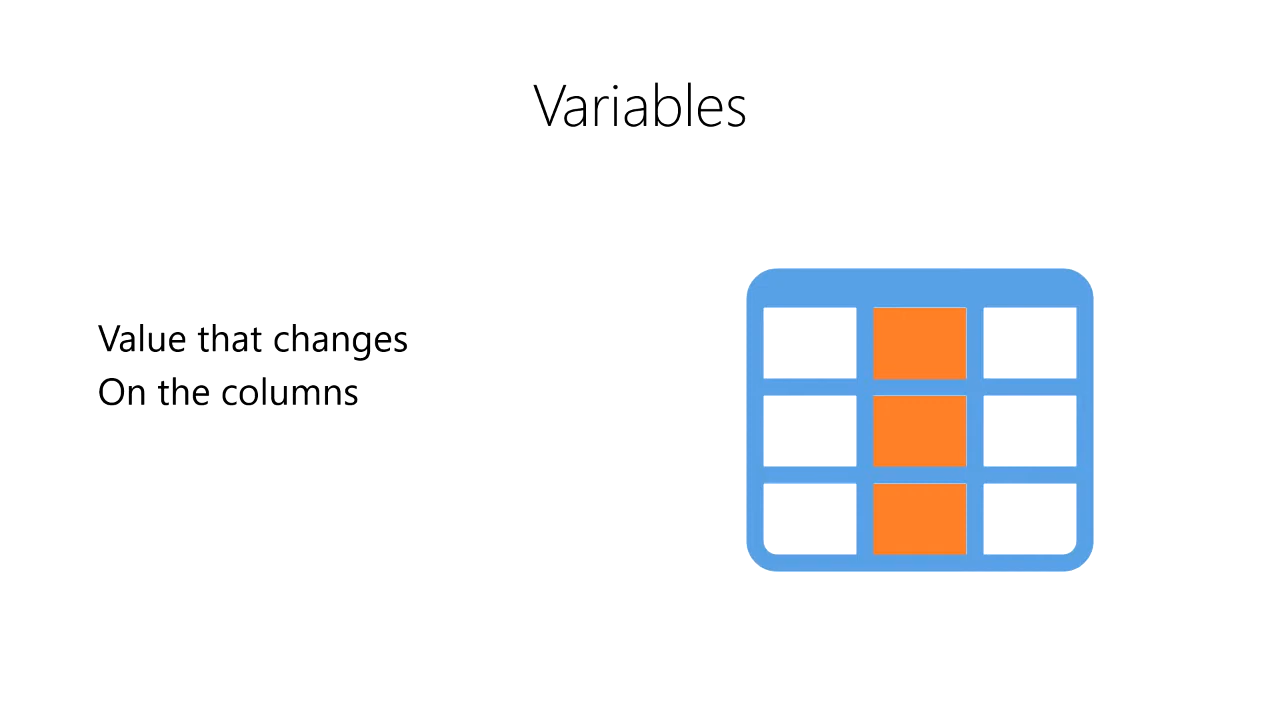 Variables
Value that changes
On the columns